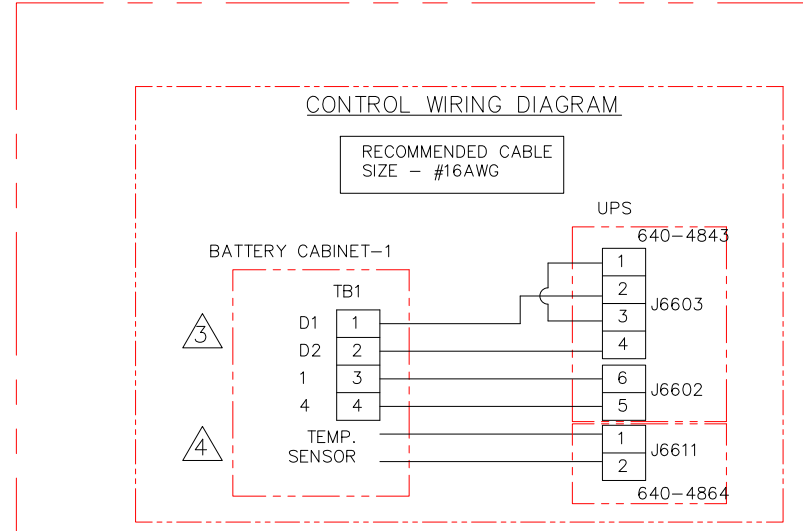 CONTROL WIRING DIAGRAM
RECOMMENDED CABLE
SIZE - #16AWG
UPS
640-4843
BATTERY CABINET-1
TB1
1
2
3
4
J6603
D1 1
D2 2
1 3
4 4
3
6
5
J6602
TEMP.
SENSOR
4
1
2
J6611
640-4864